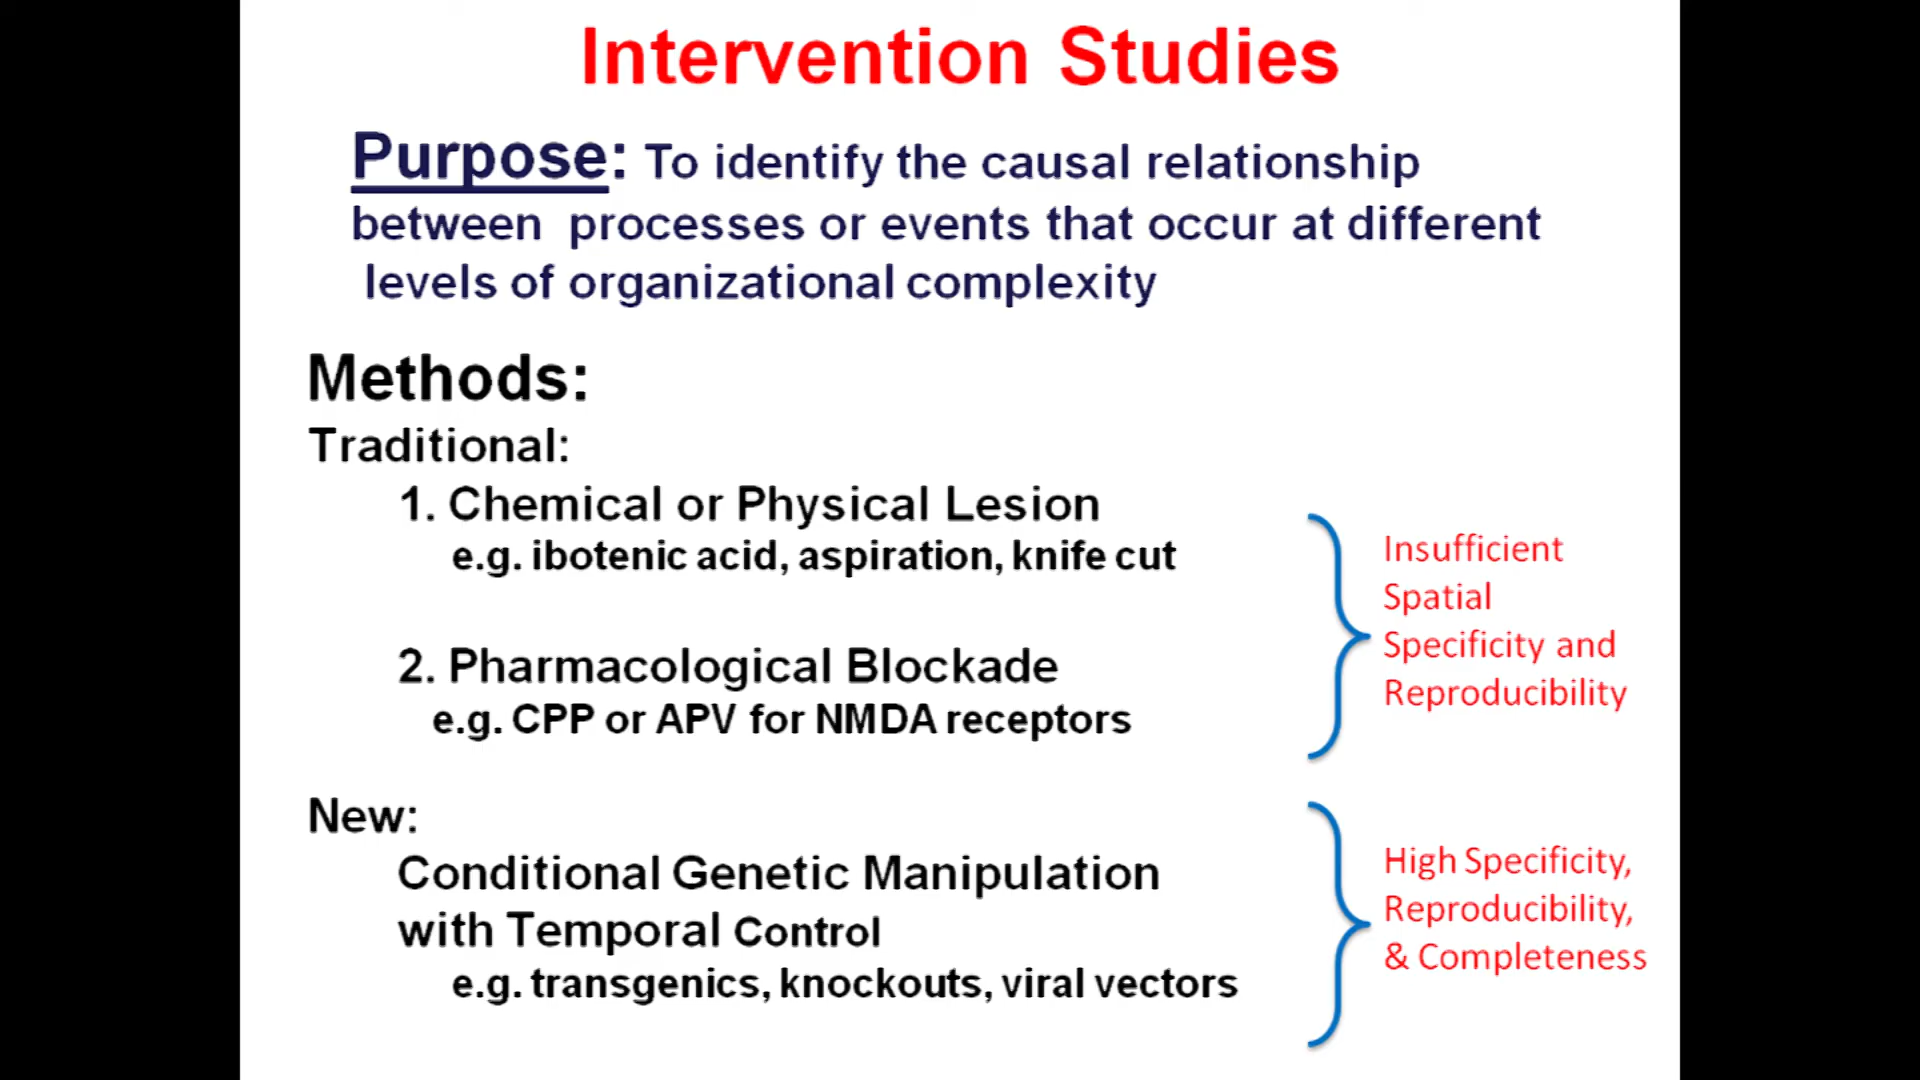 Intervention Studies
Purpose: To identify the causal relationship
between processes or events that occur at different
levels of organizational complexity
Methods:
Traditional:
1. Chemical or Physical Lesion
e.g. ibotenic acid, aspiration, knife cut
2. Pharmacological Blockade
e.g. CPP or APV for NMDA receptors
Insufficient
Spatial
Specificity and
Reproducibility
New:
Conditional Genetic Manipulation
with Temporal Control
e.g. transgenics, knockouts, viral vectors
High Specificity,
Reproducibility,
& Completeness